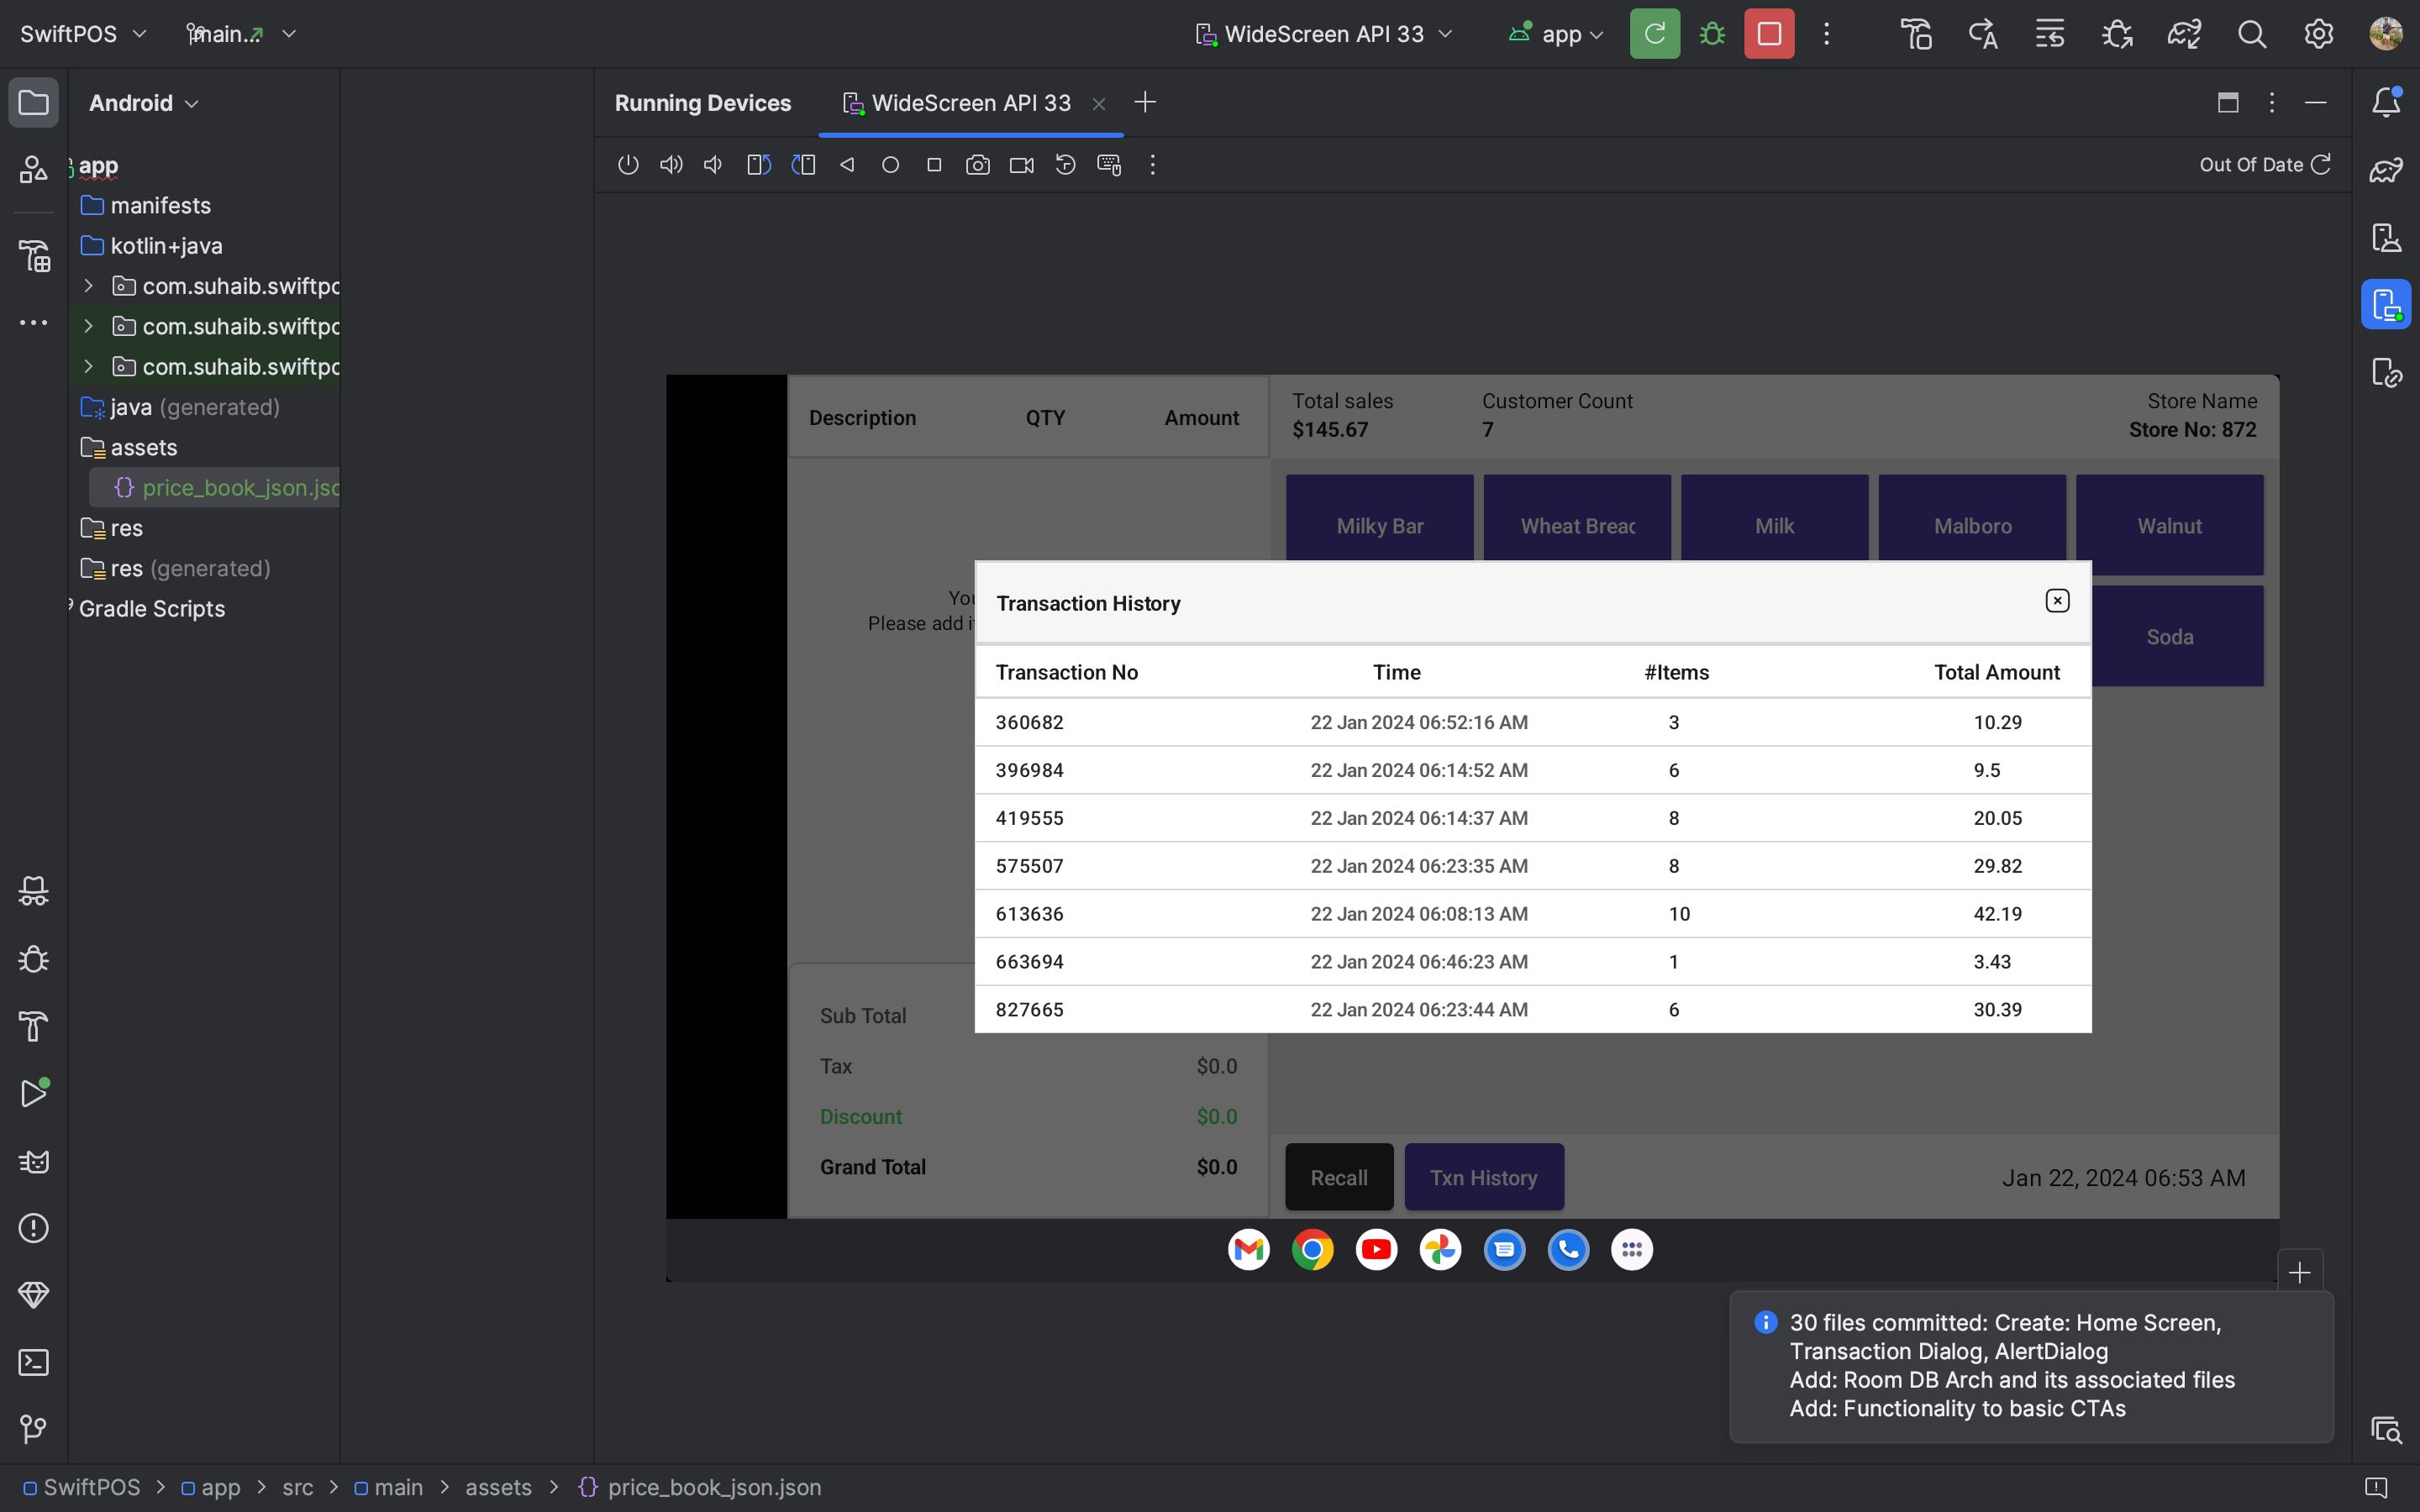 SwiftPOS
main...
WideScreen API 33
app
Android
Running Devices
WideScreen API 33
Out Of Date
app
manifests
kotlin+java
com.suhaib.swiftpo
com.suhaib.swiftpo
com.suhaib.swiftpo
java (generated)
assets
price_book_json.jso
res
res (generated)
Gradle Scripts
Description QTY Amount
Total sales
$145.67
Customer Count
7
Store Name
Store No: 872
Milky Bar
Wheat Breac
Milk
Malboro
Walnut
Soda
You
Please add i
Transaction History
Transaction No Time #Items Total Amount
360682 22 Jan 2024 06:52:16 AM 3 10.29
396984 22 Jan 2024 06:14:52 AM 6 9.5
419555 22 Jan 2024 06:14:37 AM 8 20.05
575507 22 Jan 2024 06:23:35 AM 8 29.82
613636 22 Jan 2024 06:08:13 AM 10 42.19
663694 22 Jan 2024 06:46:23 AM 1 3.43
827665 22 Jan 2024 06:23:44 AM 6 30.39
Sub Total
Tax $0.0
Discount $0.0
Grand Total $0.0
Recall
Txn History
Jan 22, 2024 06:53 AM
30 files committed: Create: Home Screen,
Transaction Dialog, AlertDialog
Add: Room DB Arch and its associated files
Add: Functionality to basic CTAs
SwiftPOS > app > src > main > assets > price_book_json.json